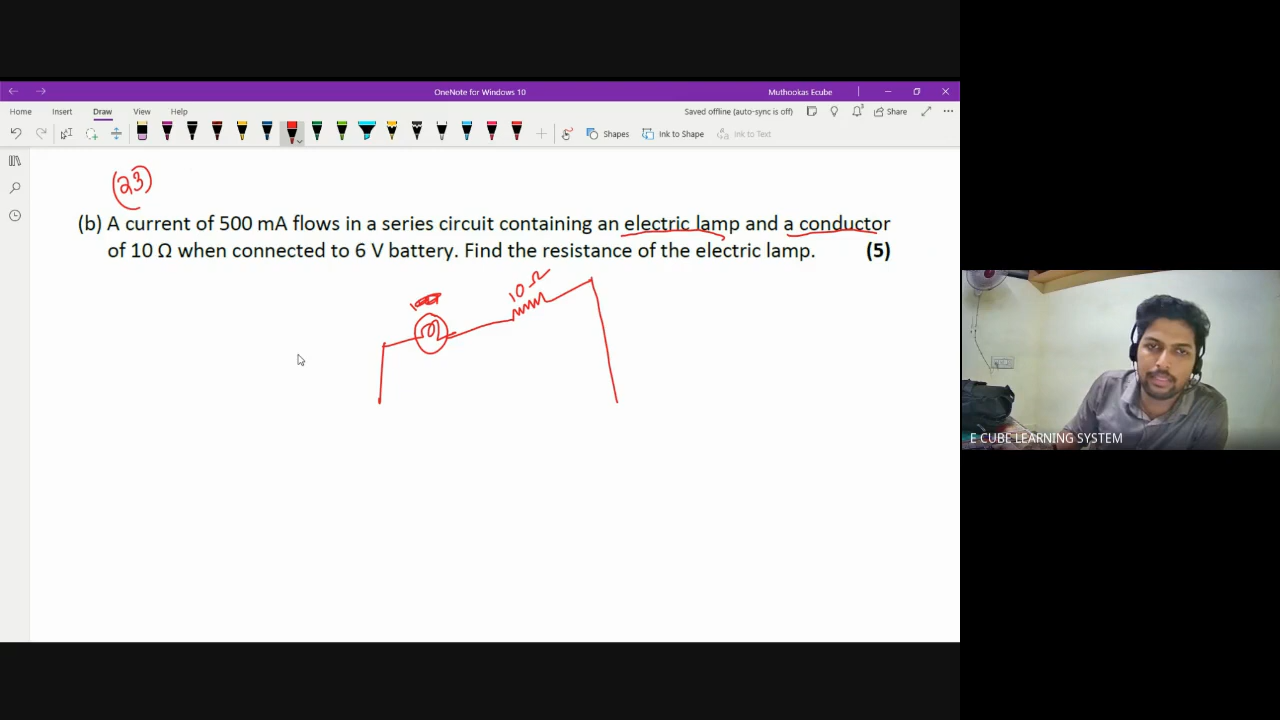 OneNote for Windows 10
Muthookas Ecube
Home Insert Draw View Help
Saved offline (auto-sync is off)
Share
Shapes
Ink to Shape
Ink to Text
(23)
(b) A current of 500 mA flows in a series circuit containing an electric lamp and a conductor
of 10 Ω when connected to 6 V battery. Find the resistance of the electric lamp. (5)
10 Ω
E CUBE LEARNING SYSTEM